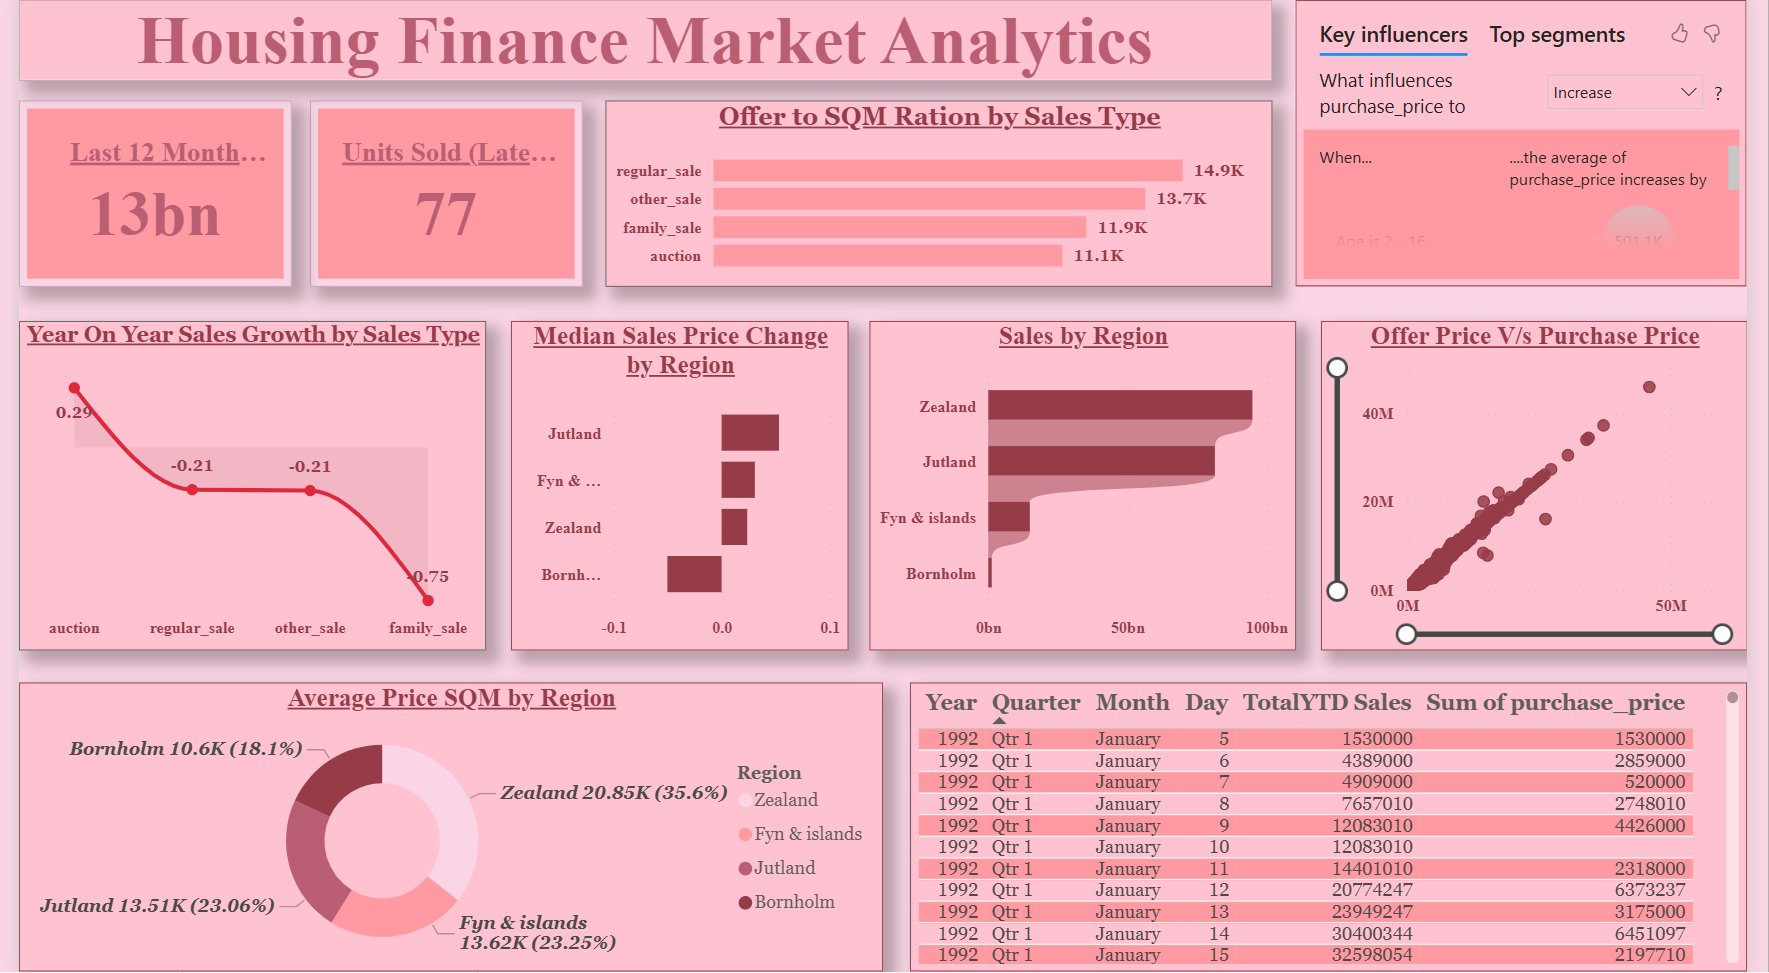 Housing Finance Market Analytics
Key influencers Top segments
What influences
purchase_price to
Increase
?
When...
....the average of
purchase_price increases by
Age is 2 - 16
501.1K
Last 12 Month...
13bn
Units Sold (Late...
77
Offer to SQM Ration by Sales Type
regular_sale 14.9K
other_sale 13.7K
family_sale 11.9K
auction 11.1K
Year On Year Sales Growth by Sales Type
0.29
-0.21
-0.21
-0.75
auction regular_sale other_sale family_sale
Median Sales Price Change
by Region
Jutland
Fyn & ...
Zealand
Bornh...
-0.1 0.0 0.1
Sales by Region
Zealand
Jutland
Fyn & islands
Bornholm
0bn 50bn 100bn
Offer Price V/s Purchase Price
40M
20M
0M
0M 50M
Average Price SQM by Region
Bornholm 10.6K (18.1%)
Zealand 20.85K (35.6%)
Jutland 13.51K (23.06%)
Fyn & islands
13.62K (23.25%)
Region
Zealand
Fyn & islands
Jutland
Bornholm
Year Quarter Month Day TotalYTD Sales Sum of purchase_price
1992 Qtr 1 January 5 1530000 1530000
1992 Qtr 1 January 6 4389000 2859000
1992 Qtr 1 January 7 4909000 520000
1992 Qtr 1 January 8 7657010 2748010
1992 Qtr 1 January 9 12083010 4426000
1992 Qtr 1 January 10 12083010
1992 Qtr 1 January 11 14401010 2318000
1992 Qtr 1 January 12 20774247 6373237
1992 Qtr 1 January 13 23949247 3175000
1992 Qtr 1 January 14 30400344 6451097
1992 Qtr 1 January 15 32598054 2197710